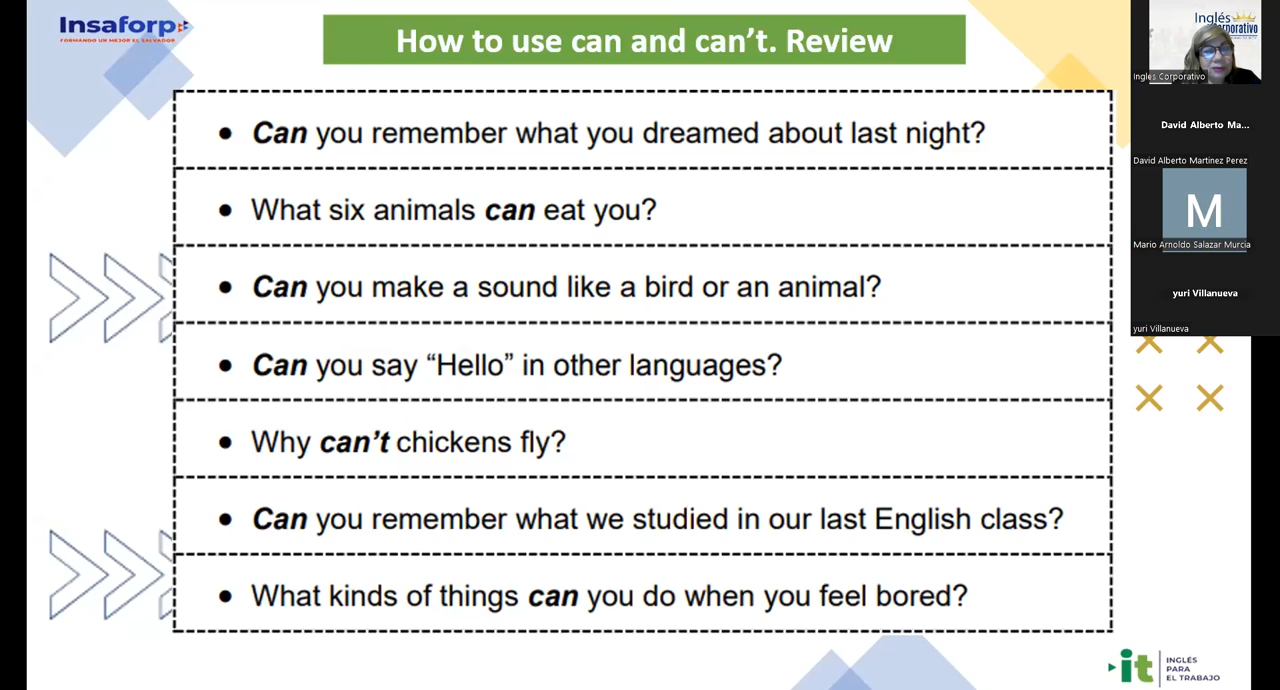 Insaforp
FORMANDO UN MEJOR EL SALVADOR
How to use can and can’t. Review
• Can you remember what you dreamed about last night?
• What six animals can eat you?
• Can you make a sound like a bird or an animal?
• Can you say “Hello” in other languages?
• Why can’t chickens fly?
• Can you remember what we studied in our last English class?
• What kinds of things can you do when you feel bored?
Inglés
Ingles Corporativo
David Alberto Ma...
David Alberto Martinez Perez
M
Mario Arnoldo Salazar Murcia
yuri Villanueva
yuri Villanueva
it
INGLÉS
PARA
EL TRABAJO